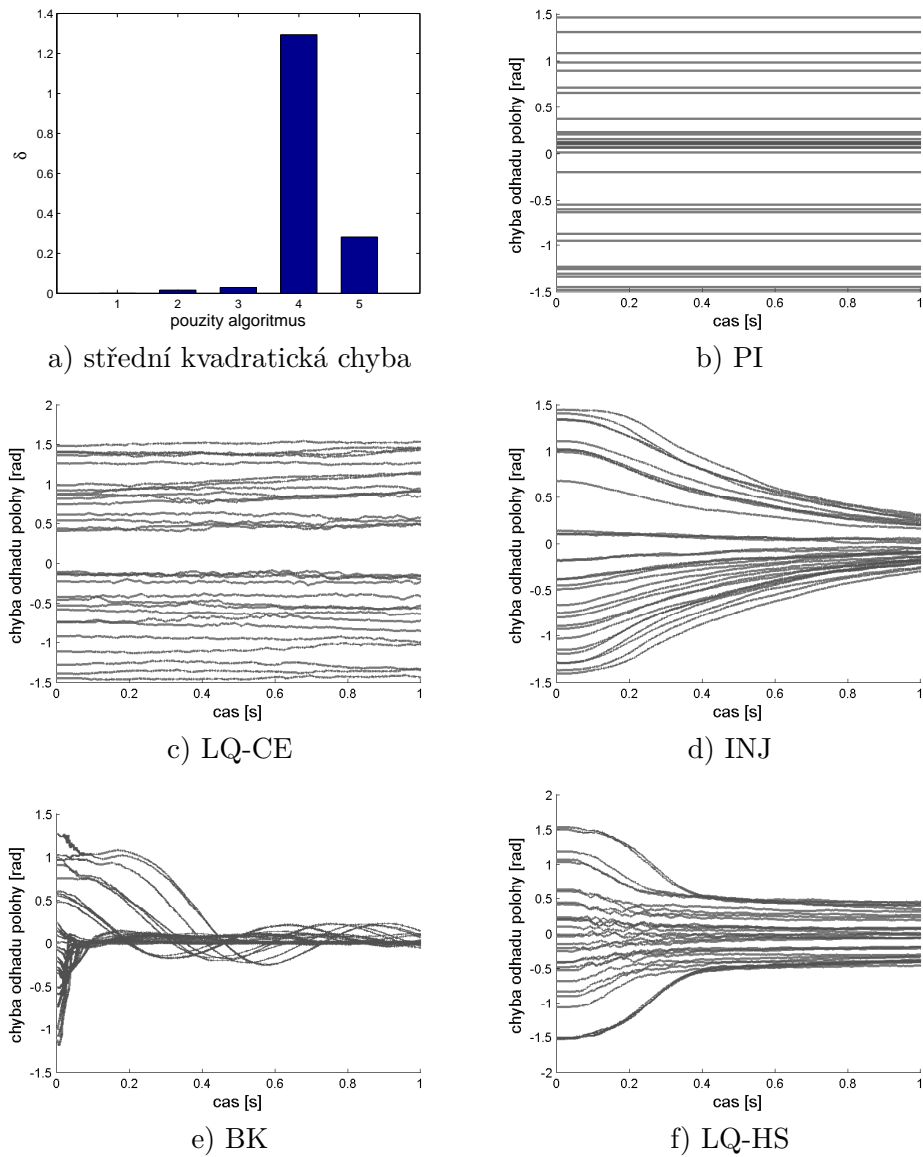 1.4
1.2
1
0.8
0.6
0.4
0.2
0
δ
1 2 3 4 5
pouzity algoritmus
a) střední kvadratická chyba
1.5
1
0.5
0
-0.5
-1
-1.5
chyba odhadu polohy [rad]
0 0.2 0.4 0.6 0.8 1
cas [s]
b) PI
2
1.5
1
0.5
0
-0.5
-1
-1.5
chyba odhadu polohy [rad]
0 0.2 0.4 0.6 0.8 1
cas [s]
c) LQ-CE
1.5
1
0.5
0
-0.5
-1
-1.5
chyba odhadu polohy [rad]
0 0.2 0.4 0.6 0.8 1
cas [s]
d) INJ
1.5
1
0.5
0
-0.5
-1
-1.5
chyba odhadu polohy [rad]
0 0.2 0.4 0.6 0.8 1
cas [s]
e) BK
2
1.5
1
0.5
0
-0.5
-1
-1.5
-2
chyba odhadu polohy [rad]
0 0.2 0.4 0.6 0.8 1
cas [s]
f) LQ-HS